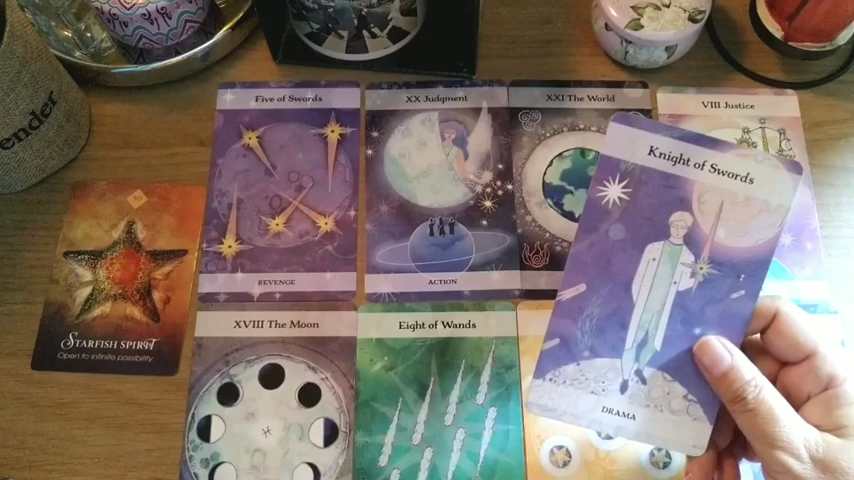 ender
Five of Swords
REVENGE
XX Judgment
ACTION
XXI The World
VIII Justice
Knight of Swords
DRAMA
39
STARFISH SPIRIT
Open to infinite possibility
XVIII The Moon
Eight of Wands